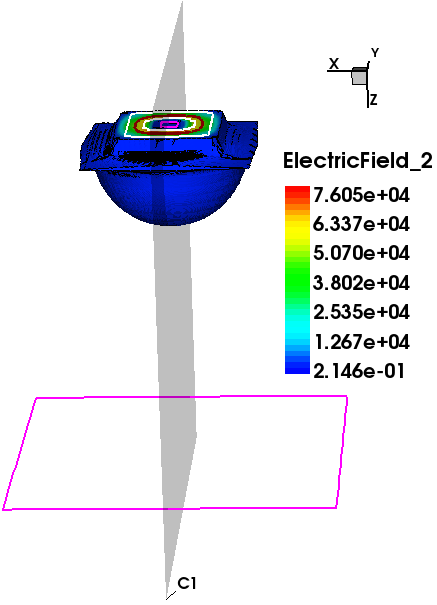 Y
X
Z
ElectricField_2
7.605e+04
6.337e+04
5.070e+04
3.802e+04
2.535e+04
1.267e+04
2.146e-01
C1